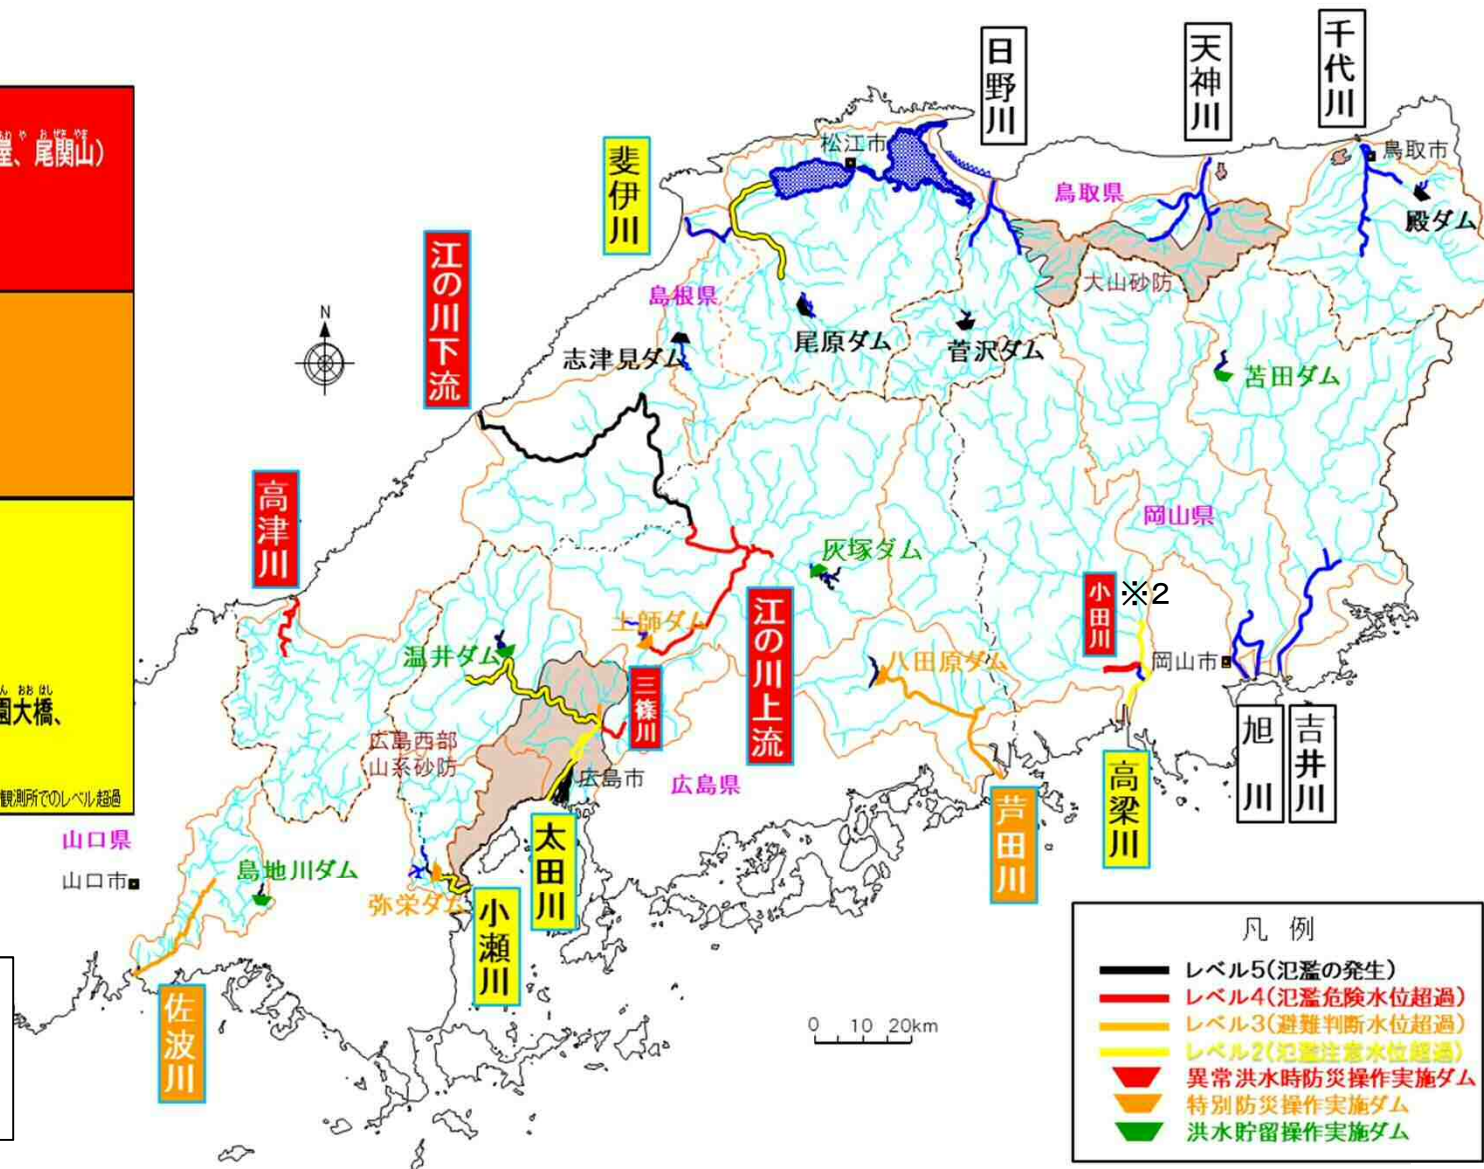 屋、尾関山）
園大橋、
観測所でのレベル超過
日野川
天神川
千代川
斐伊川
松江市
鳥取市
鳥取県
殿ダム
江の川下流
島根県
大山砂防
N
尾原ダム
菅沢ダム
志津見ダム
苫田ダム
高津川
岡山県
灰塚ダム
小田川
※2
江の川上流
土師ダム
温井ダム
八田原ダム
岡山市
三篠川
広島西部
山系砂防
広島市
広島県
旭川
吉井川
高梁川
芦田川
太田川
山口県
山口市
島地川ダム
弥栄ダム
小瀬川
佐波川
0 10 20km
凡例
レベル5(氾濫の発生)
レベル4(氾濫危険水位超過)
レベル3(避難判断水位超過)
レベル2(氾濫注意水位超過)
異常洪水時防災操作実施ダム
特別防災操作実施ダム
洪水貯留操作実施ダム